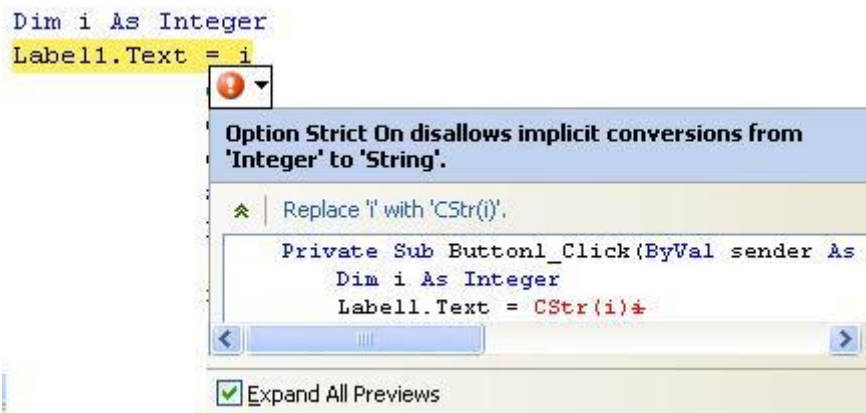 Dim i As Integer
Label1.Text = i
Option Strict On disallows implicit conversions from
'Integer' to 'String'.
Replace 'i' with 'CStr(i)'.
Private Sub Button1_Click(ByVal sender As
Dim i As Integer
Label1.Text = CStr(i)i
Expand All Previews